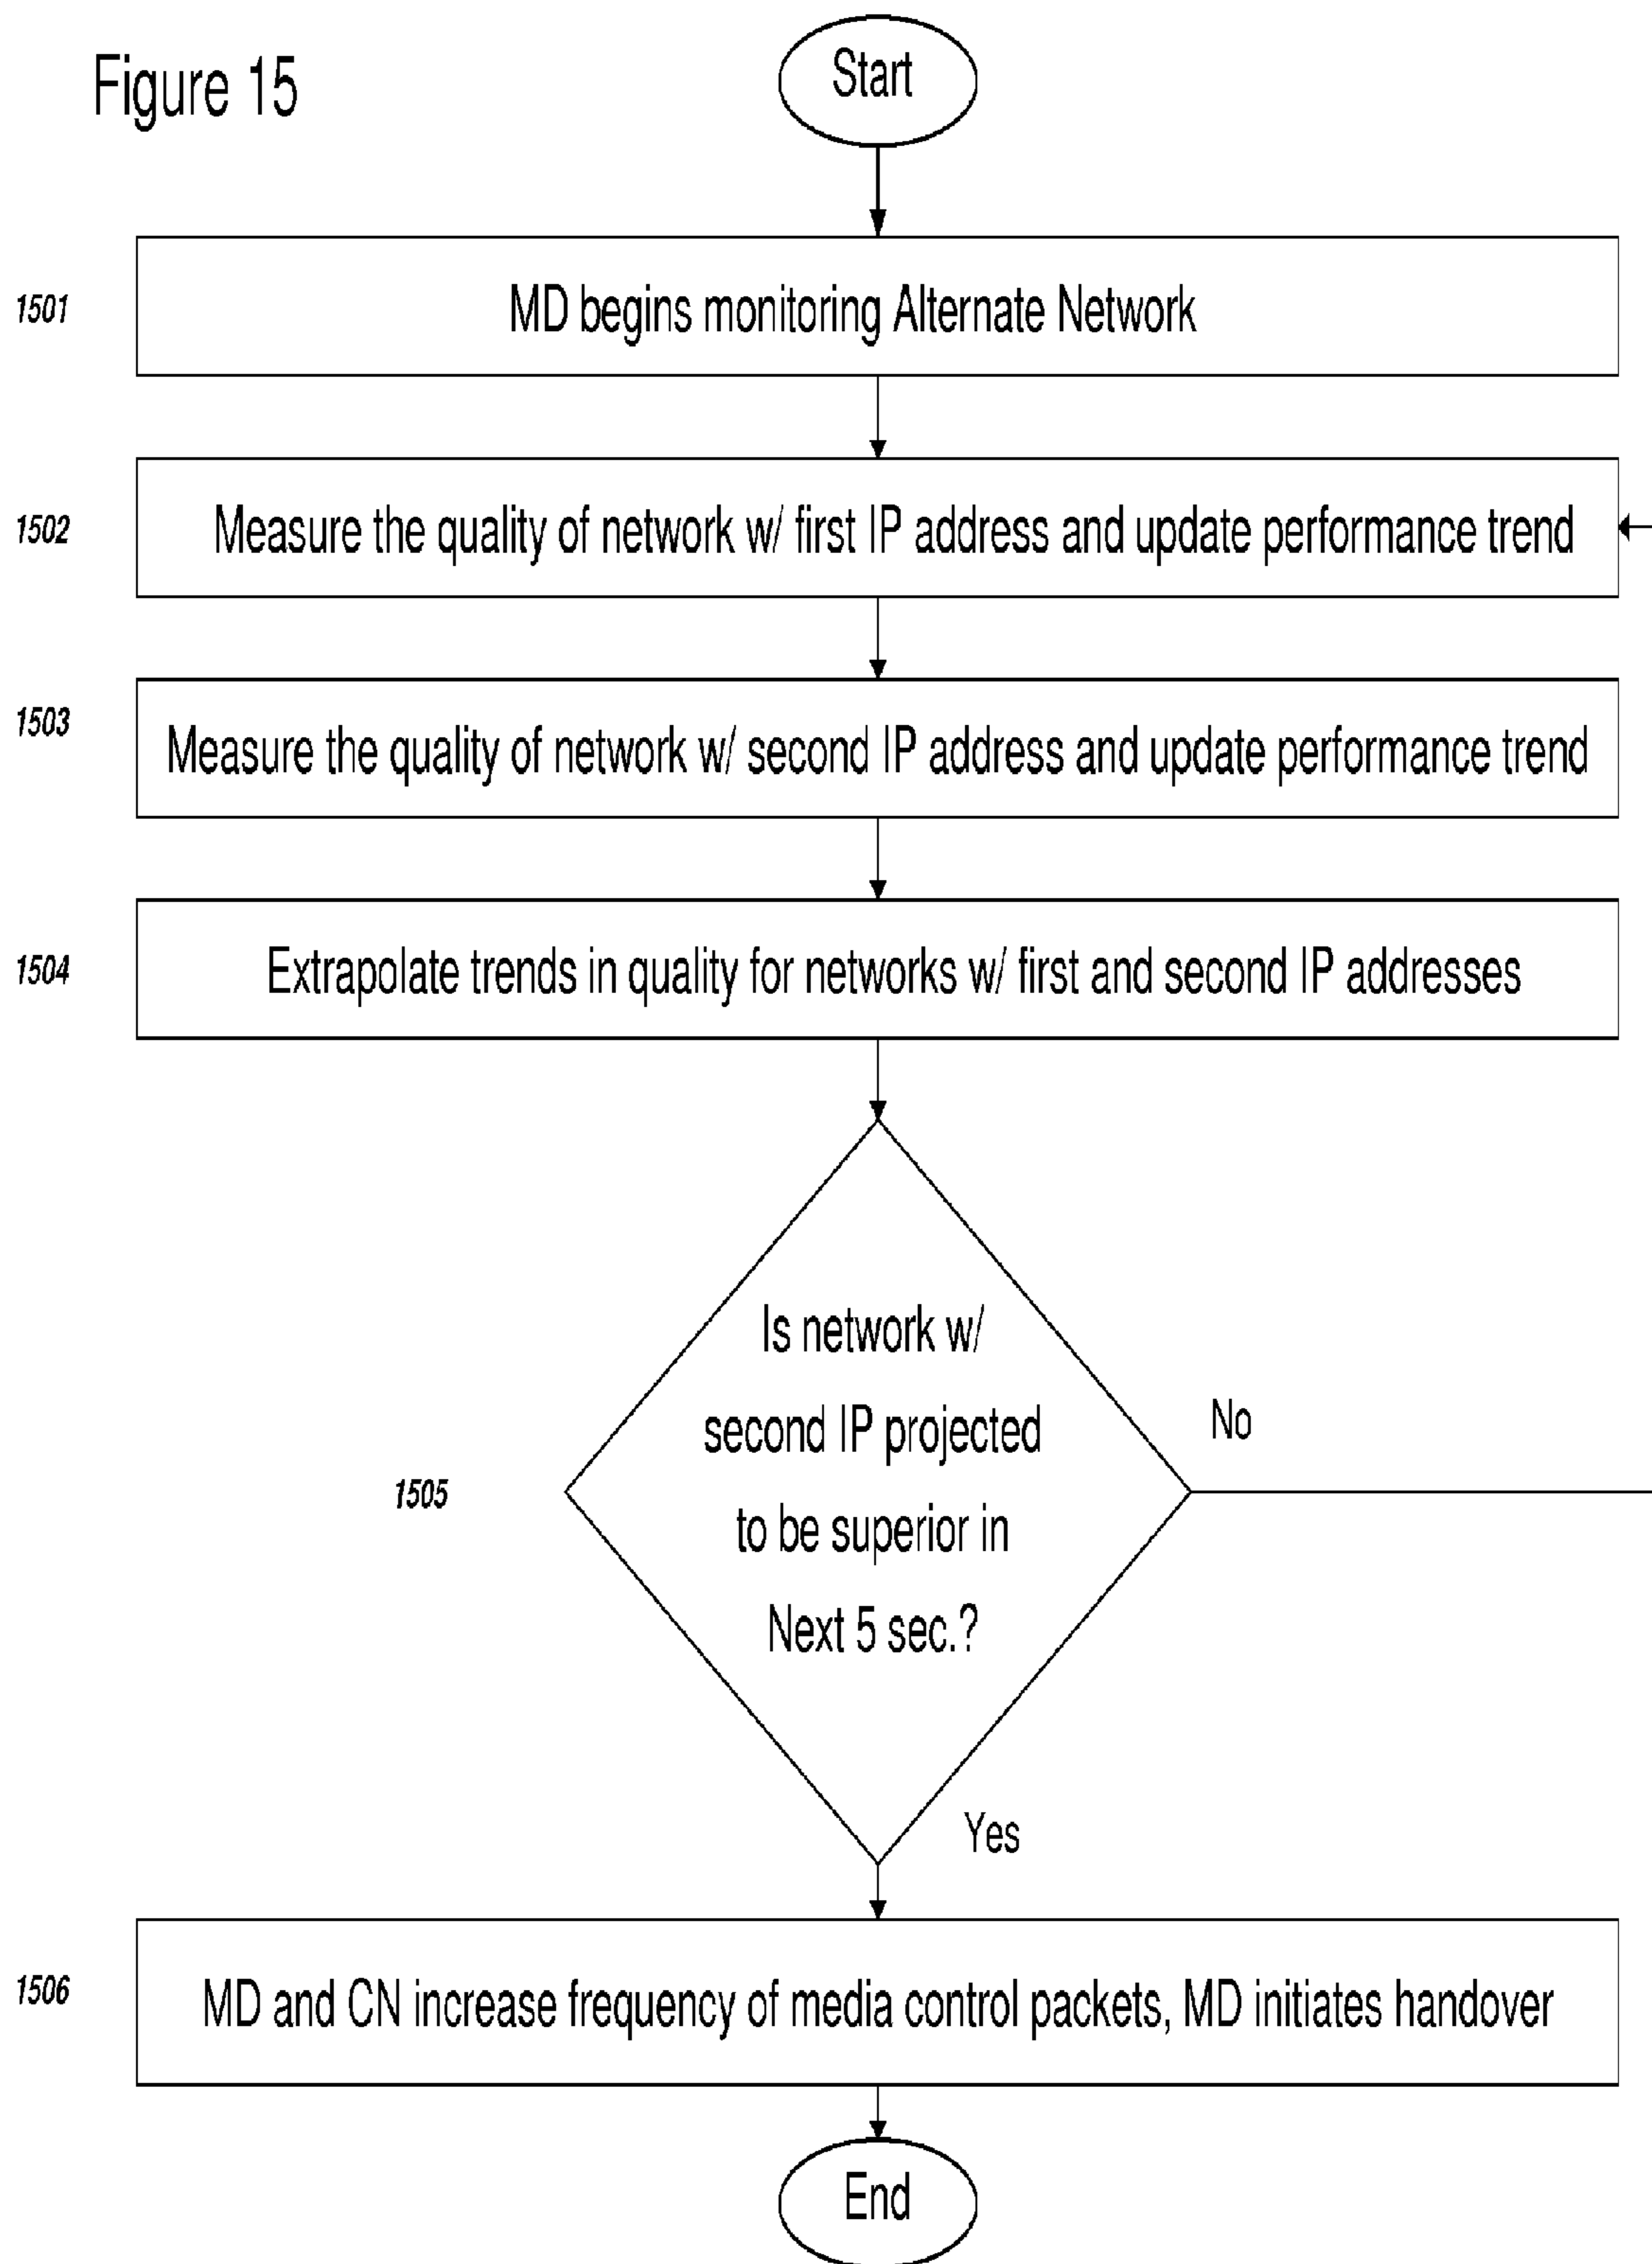 Figure 15
Start
1501
MD begins monitoring Alternate Network
1502
Measure the quality of network w/ first IP address and update performance trend
1503
Measure the quality of network w/ second IP address and update performance trend
1504
Extrapolate trends in quality for networks w/ first and second IP addresses
1505
Is network w/
second IP projected
to be superior in
Next 5 sec.?
No
Yes
1506
MD and CN increase frequency of media control packets, MD initiates handover
End